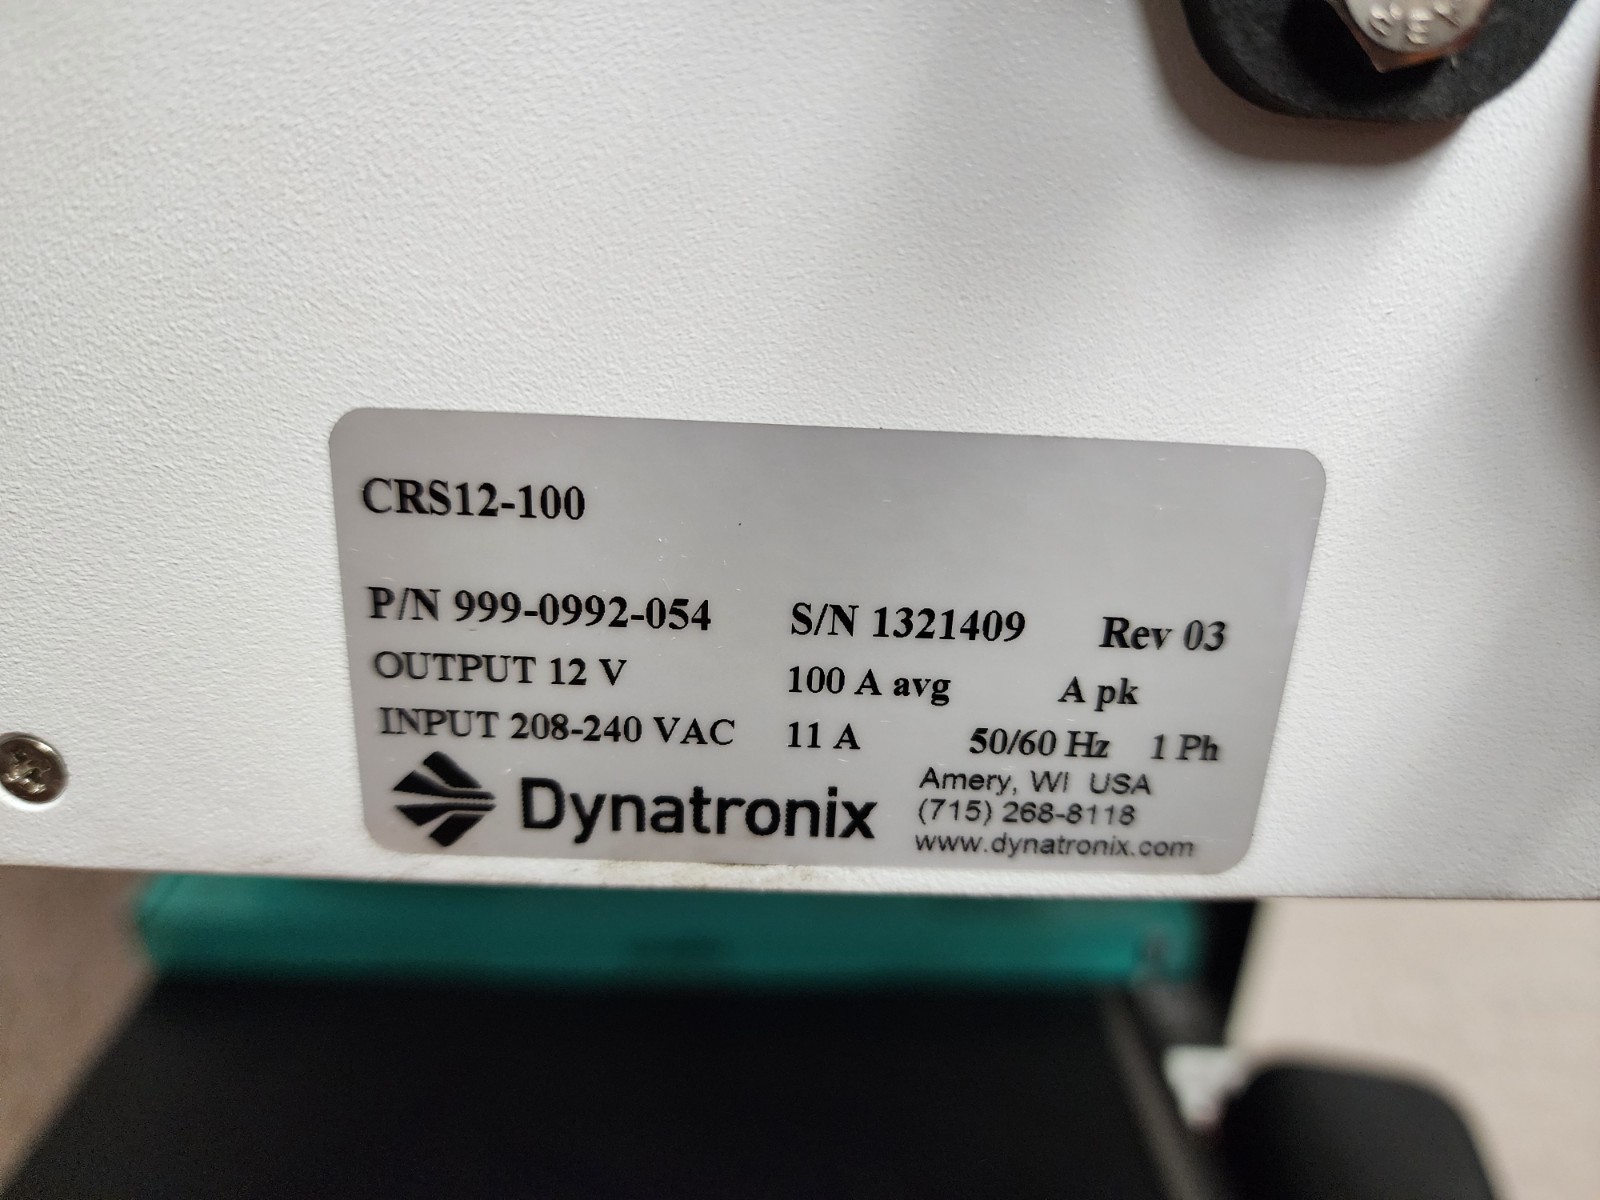 CRS12-100
P/N 999-0992-054 S/N 1321409 Rev 03
OUTPUT 12 V 100 A avg A pk
INPUT 208-240 VAC 11 A 50/60 Hz 1 Ph
Dynatronix
Amery, WI USA
(715) 268-8118
www.dynatronix.com